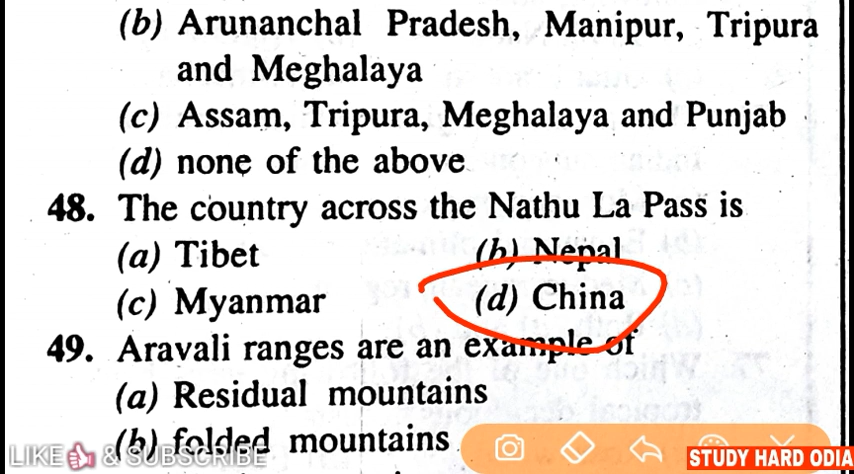 (b) Arunanchal Pradesh, Manipur, Tripura
and Meghalaya
(c) Assam, Tripura, Meghalaya and Punjab
(d) none of the above
48. The country across the Nathu La Pass is
(a) Tibet (b) Nepal
(c) Myanmar (d) China
49. Aravali ranges are an example of
(a) Residual mountains
(b) folded mountains
LIKE & SUBSCRIBE
STUDY HARD ODIA